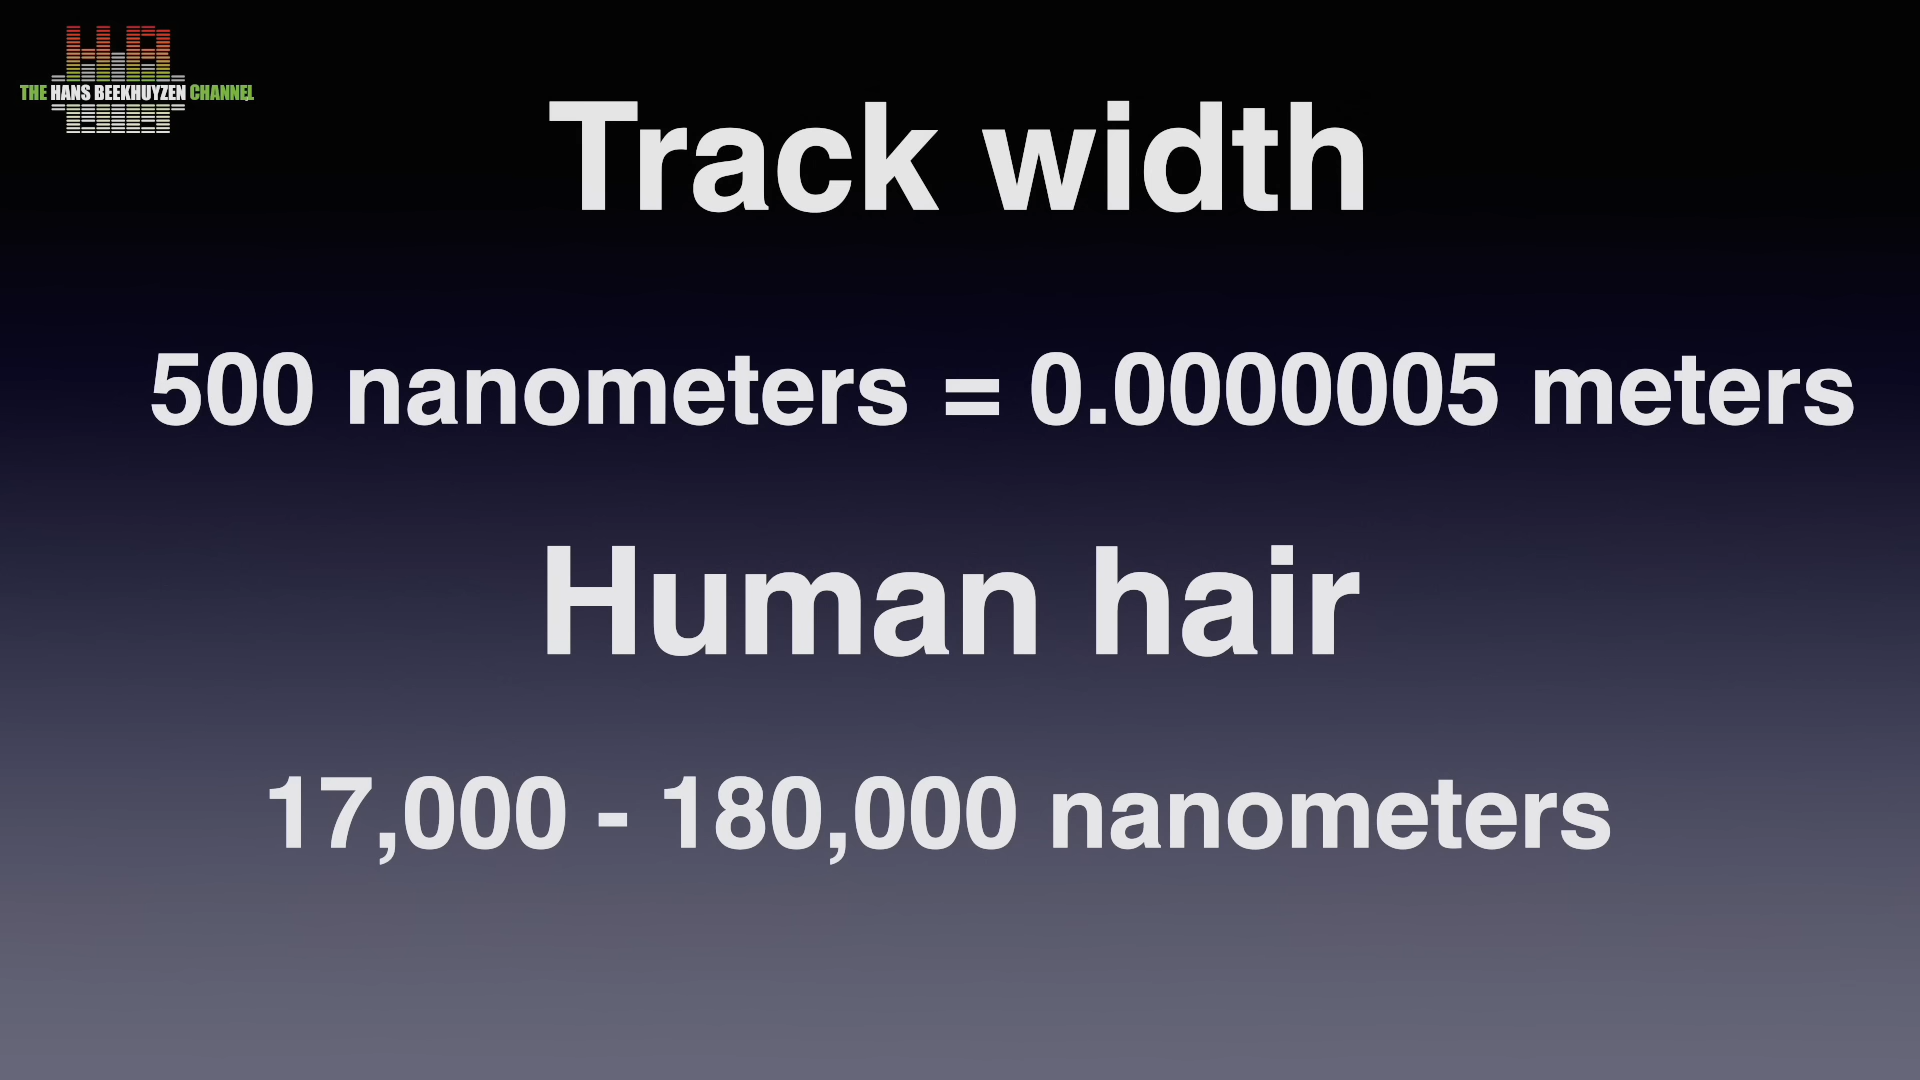 THE HANS BEEKHUYZEN CHANNEL
Track width
500 nanometers = 0.0000005 meters
Human hair
17,000 - 180,000 nanometers